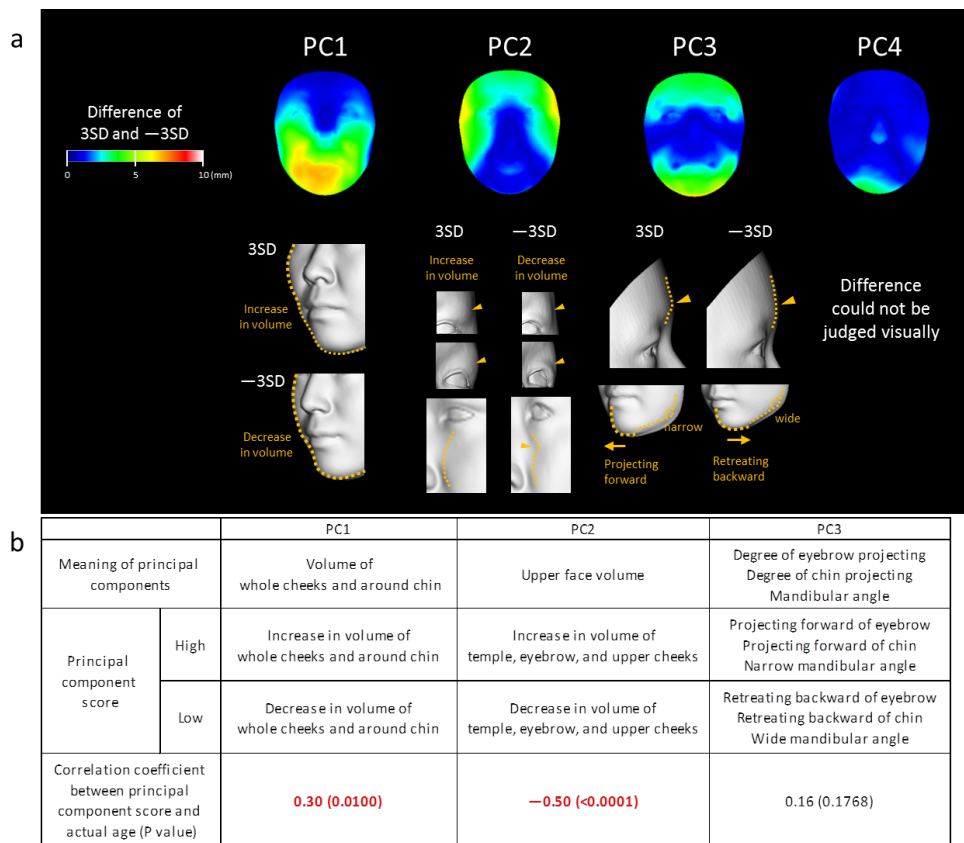 a
PC1
PC2
PC3
PC4
Difference of
3SD and —3SD
0
5
10 (mm)
3SD
Increase
in volume
—3SD
Decrease
in volume
3SD
—3SD
Increase
in volume
Decrease
in volume
3SD
—3SD
narrow
wide
Projecting
forward
Retreating
backward
Difference
could not be
judged visually
b
PC1
PC2
PC3
Meaning of principal
components
Volume of
whole cheeks and around chin
Upper face volume
Degree of eyebrow projecting
Degree of chin projecting
Mandibular angle
Principal
component
score
High
Increase in volume of
whole cheeks and around chin
Increase in volume of
temple, eyebrow, and upper cheeks
Projecting forward of eyebrow
Projecting forward of chin
Narrow mandibular angle
Low
Decrease in volume of
whole cheeks and around chin
Decrease in volume of
temple, eyebrow, and upper cheeks
Retreating backward of eyebrow
Retreating backward of chin
Wide mandibular angle
Correlation coefficient
between principal
component score and
actual age (P value)
0.30 (0.0100)
—0.50 (<0.0001)
0.16 (0.1768)